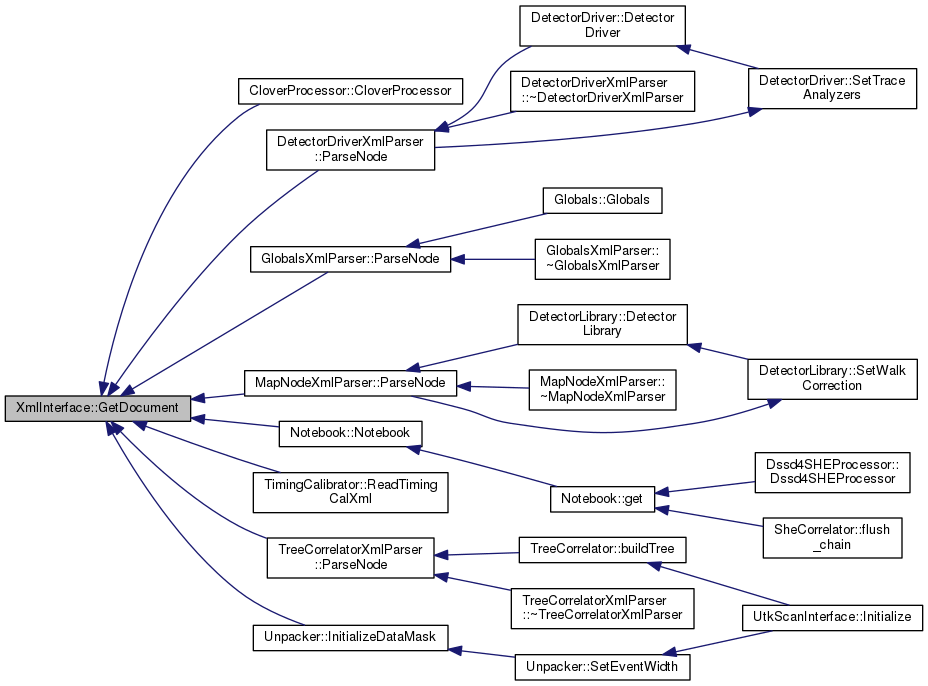 DetectorDriver::Detector
Driver
CloverProcessor::CloverProcessor
DetectorDriverXmlParser
::~DetectorDriverXmlParser
DetectorDriver::SetTrace
Analyzers
DetectorDriverXmlParser
::ParseNode
Globals::Globals
GlobalsXmlParser::ParseNode
GlobalsXmlParser::
~GlobalsXmlParser
DetectorLibrary::Detector
Library
MapNodeXmlParser::ParseNode
MapNodeXmlParser::
~MapNodeXmlParser
DetectorLibrary::SetWalk
Correction
XmlInterface::GetDocument
Notebook::Notebook
TimingCalibrator::ReadTiming
CalXml
Notebook::get
Dssd4SHEProcessor::
Dssd4SHEProcessor
SheCorrelator::flush
_chain
TreeCorrelatorXmlParser
::ParseNode
TreeCorrelator::buildTree
TreeCorrelatorXmlParser
::~TreeCorrelatorXmlParser
UtkScanInterface::Initialize
Unpacker::InitializeDataMask
Unpacker::SetEventWidth